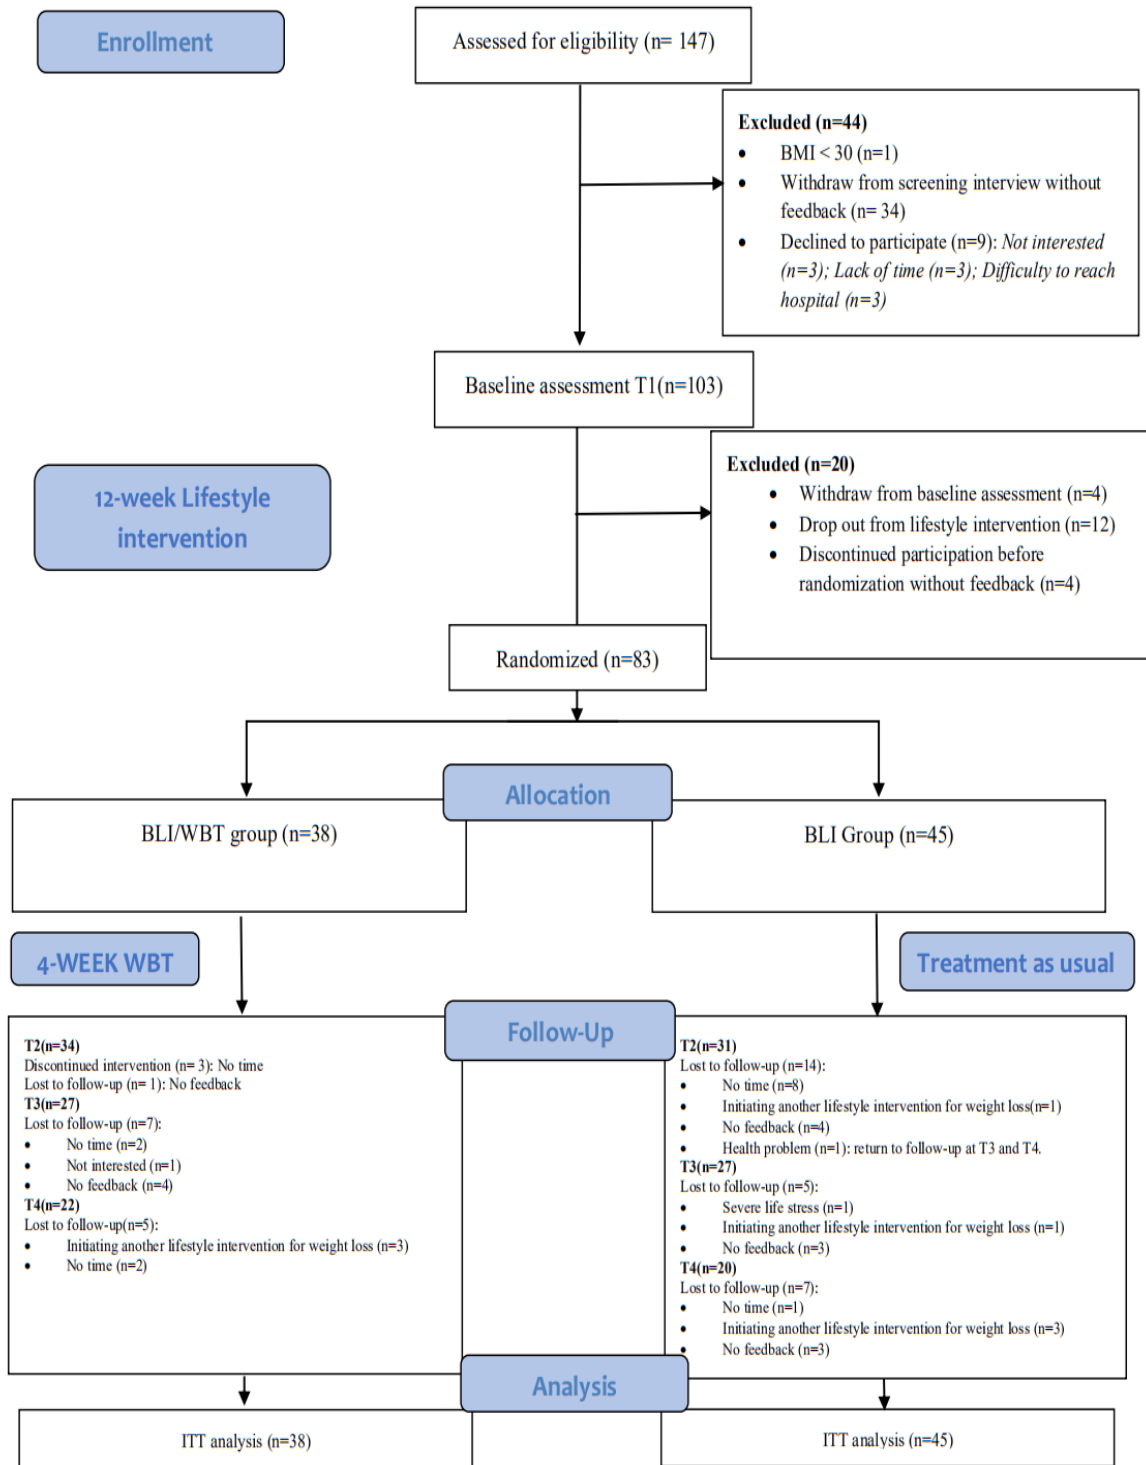 Enrollment
Assessed for eligibility (n= 147)
Excluded (n=44)
• BMI < 30 (n=1)
• Withdraw from screening interview without
feedback (n= 34)
• Declined to participate (n=9): Not interested
(n=3); Lack of time (n=3); Difficulty to reach
hospital (n=3)
Baseline assessment T1(n=103)
12-week Lifestyle
intervention
Excluded (n=20)
• Withdraw from baseline assessment (n=4)
• Drop out from lifestyle intervention (n=12)
• Discontinued participation before
randomization without feedback (n=4)
Randomized (n=83)
Allocation
BLI/WBT group (n=38)
BLI Group (n=45)
4-WEEK WBT
Treatment as usual
Follow-Up
T2(n=34)
Discontinued intervention (n= 3): No time
Lost to follow-up (n= 1): No feedback
T3(n=27)
Lost to follow-up (n=7):
• No time (n=2)
• Not interested (n=1)
• No feedback (n=4)
T4(n=22)
Lost to follow-up(n=5):
• Initiating another lifestyle intervention for weight loss (n=3)
• No time (n=2)
T2(n=31)
Lost to follow-up (n=14):
• No time (n=8)
• Initiating another lifestyle intervention for weight loss(n=1)
• No feedback (n=4)
• Health problem (n=1): return to follow-up at T3 and T4.
T3(n=27)
Lost to follow-up (n=5):
• Severe life stress (n=1)
• Initiating another lifestyle intervention for weight loss (n=1)
• No feedback (n=3)
T4(n=20)
Lost to follow-up (n=7):
• No time (n=1)
• Initiating another lifestyle intervention for weight loss (n=3)
• No feedback (n=3)
Analysis
ITT analysis (n=38)
ITT analysis (n=45)